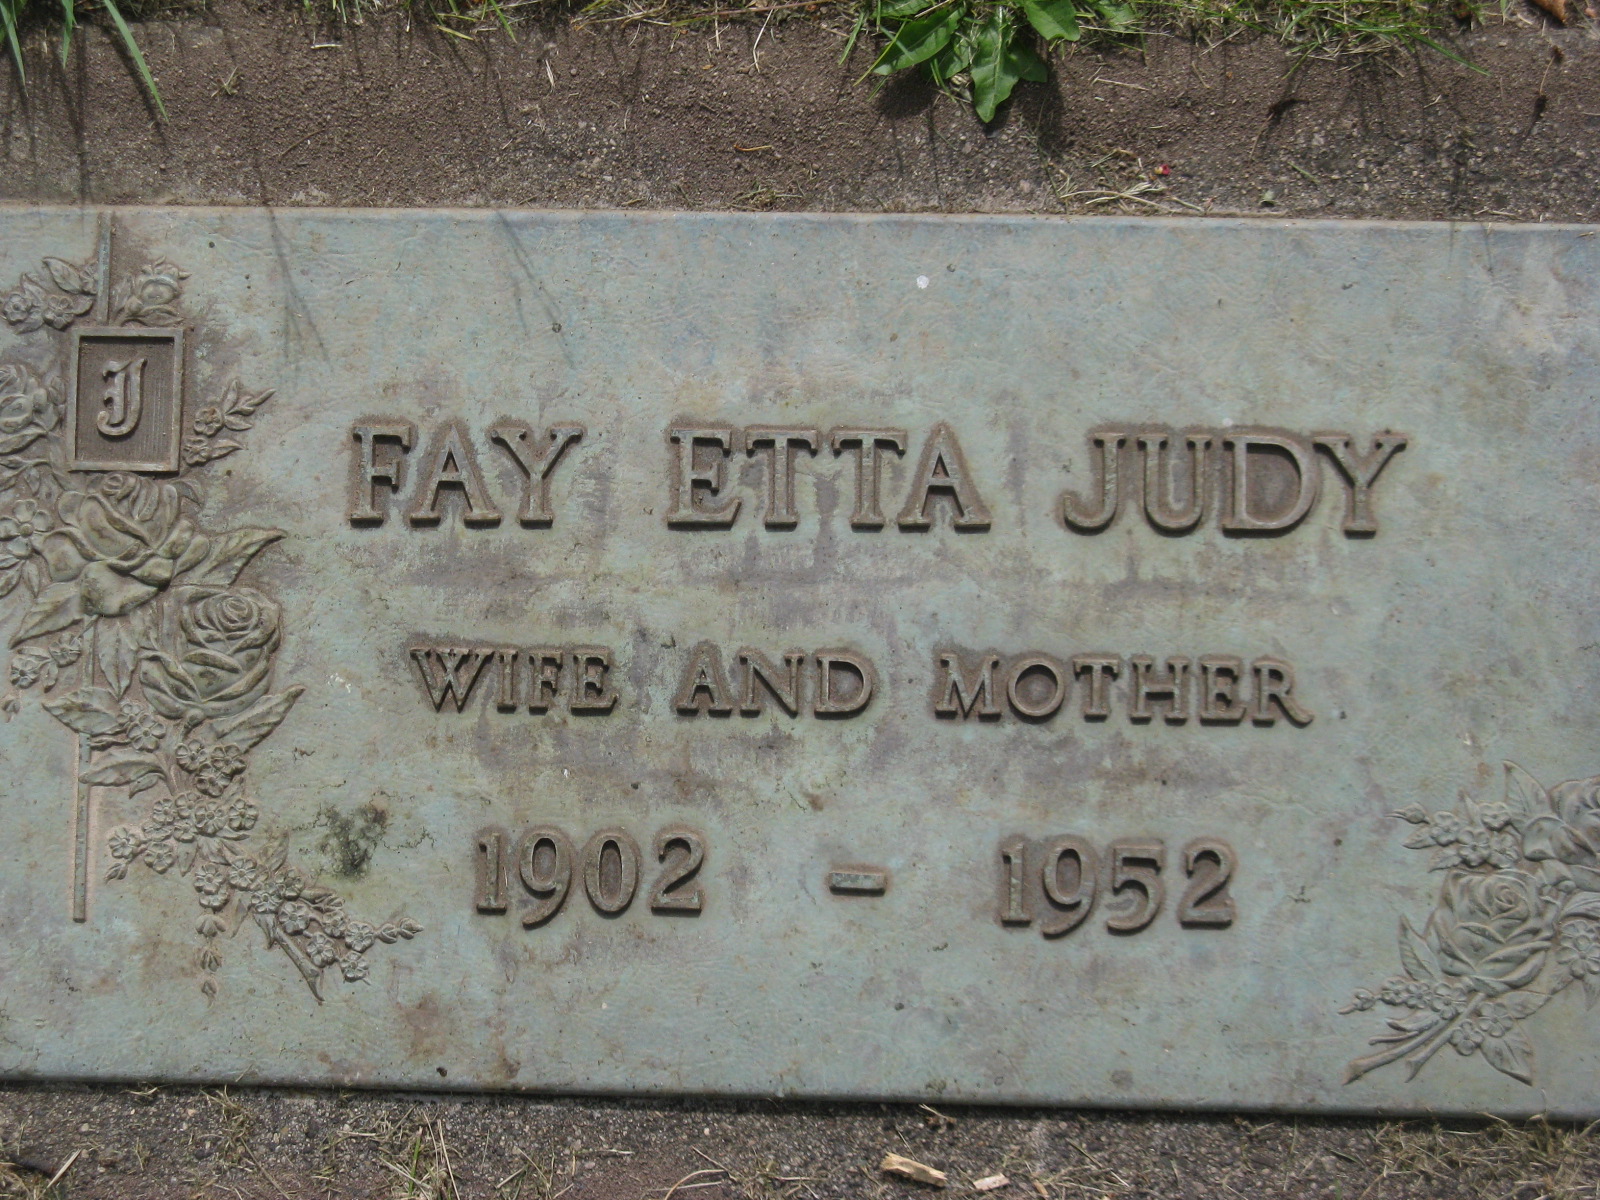 J
FAY ETTA JUDY
WIFE AND MOTHER
1902 - 1952